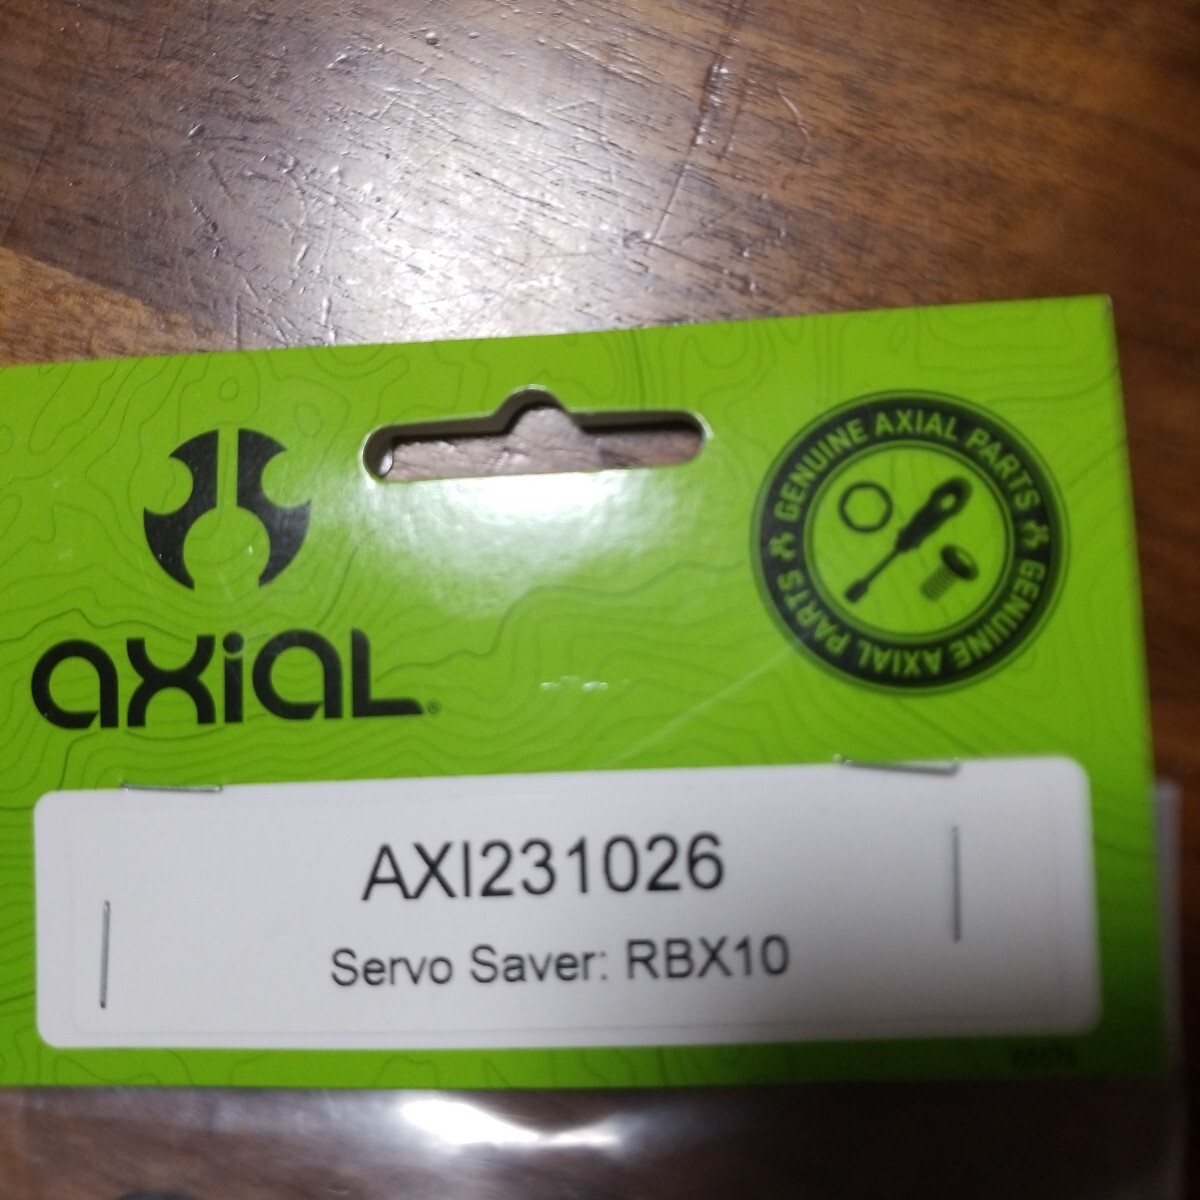 GENUINE AXIAL PARTS
GENUINE AXIAL PARTS
axial®
AXI231026
Servo Saver: RBX10